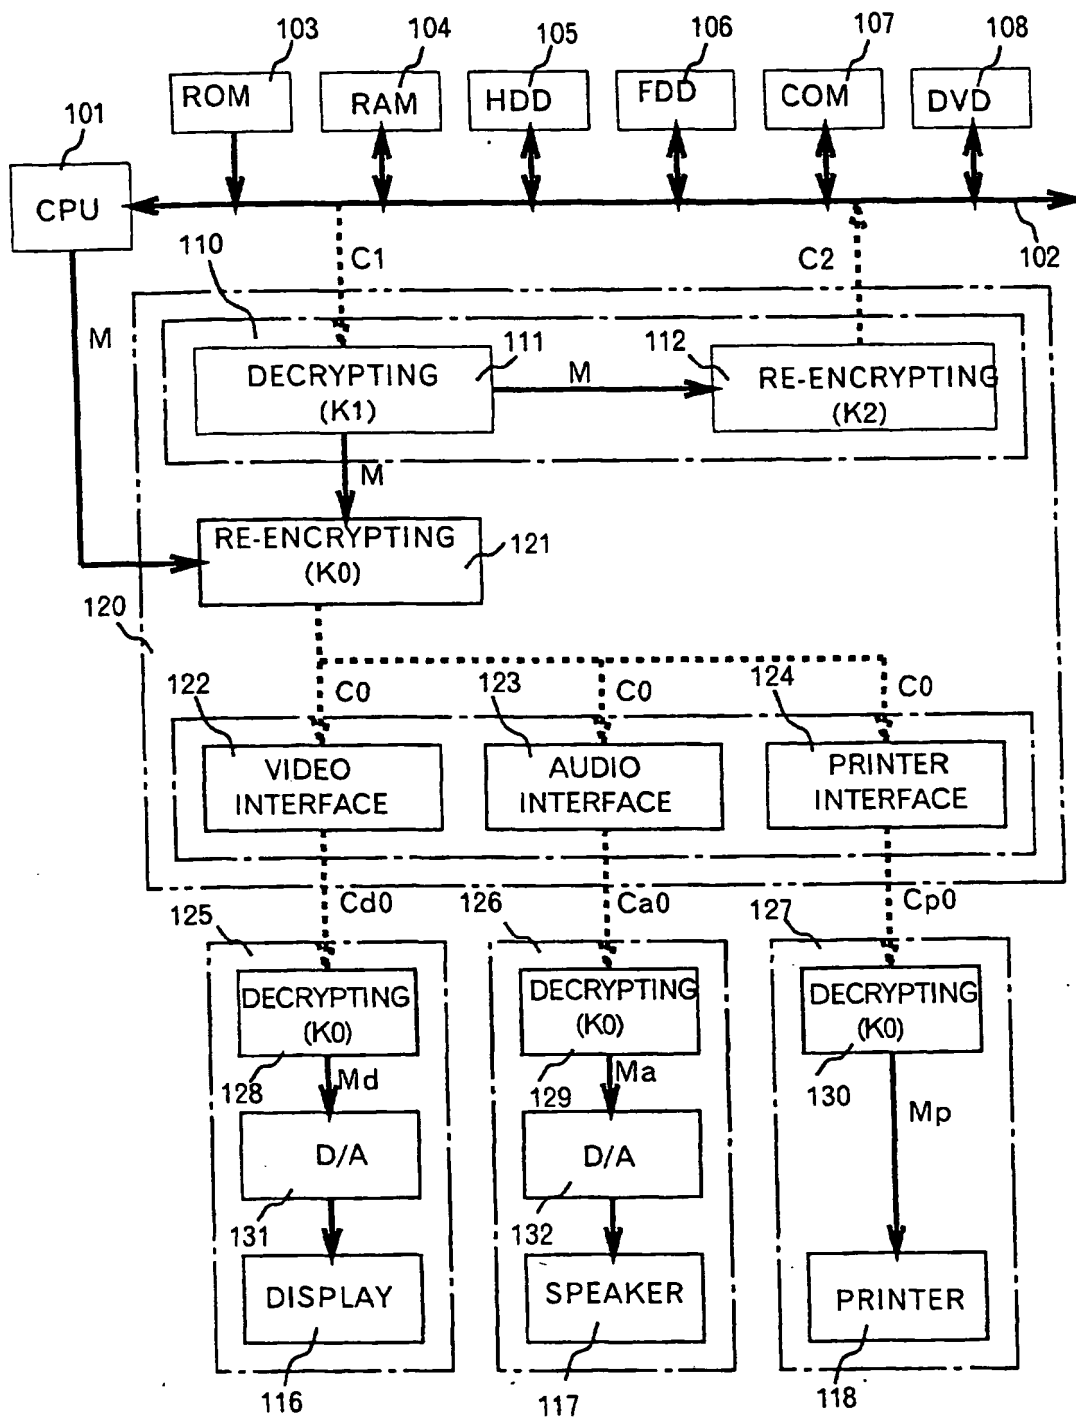 103
104
105
106
107
108
ROM
RAM
HDD
FDD
COM
DVD
101
CPU
102
110
C1
C2
M
111
112
DECRYPTING
(K1)
M
RE-ENCRYPTING
(K2)
M
RE-ENCRYPTING
(K0)
121
120
122
C0
123
C0
124
C0
VIDEO
INTERFACE
AUDIO
INTERFACE
PRINTER
INTERFACE
125
Cd0
126
Ca0
127
Cp0
DECRYPTING
(K0)
DECRYPTING
(K0)
DECRYPTING
(K0)
128
Md
129
Ma
130
Mp
D/A
D/A
131
132
DISPLAY
SPEAKER
PRINTER
116
117
118